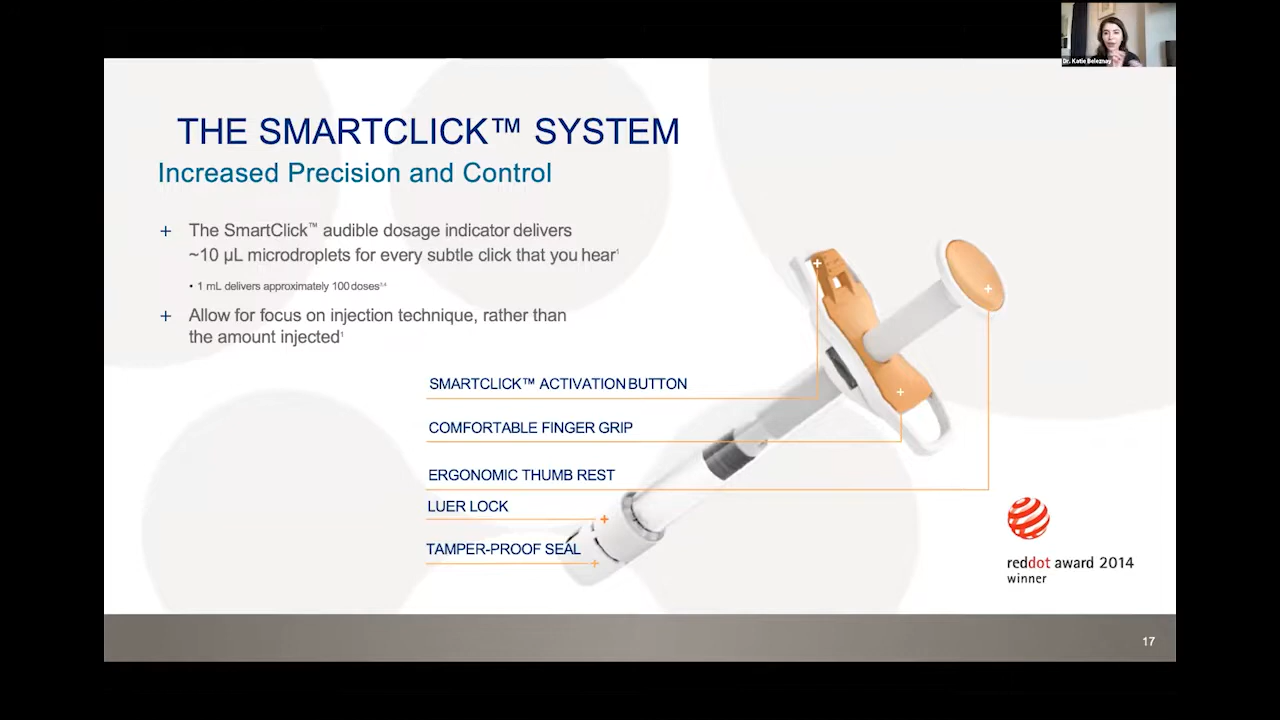 Dr. Katie Beleznay
THE SMARTCLICK™ SYSTEM
Increased Precision and Control
+ The SmartClick™ audible dosage indicator delivers
~10 µL microdroplets for every subtle click that you hear¹
• 1 mL delivers approximately 100 doses³,⁴
+ Allow for focus on injection technique, rather than
the amount injected¹
SMARTCLICK™ ACTIVATION BUTTON
COMFORTABLE FINGER GRIP
ERGONOMIC THUMB REST
LUER LOCK
TAMPER-PROOF SEAL
reddot award 2014
winner
17